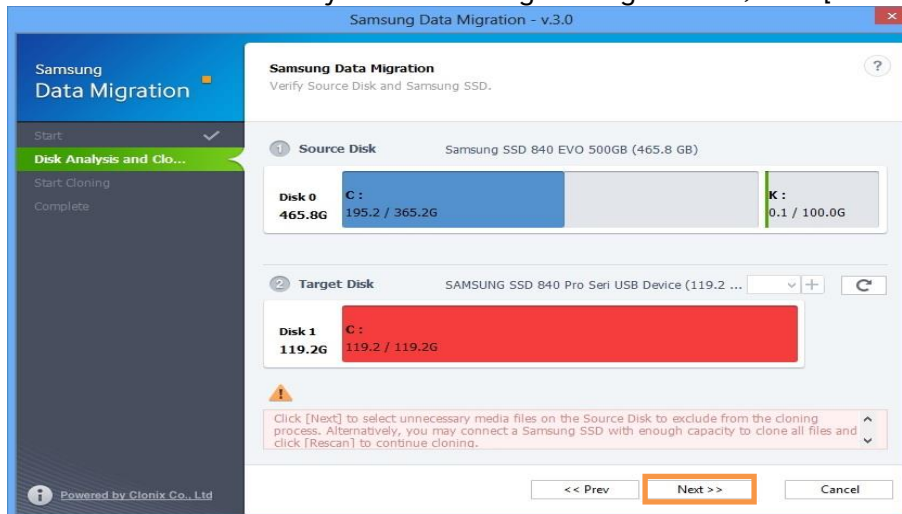 Samsung Data Migration - v.3.0
Samsung
Data Migration
Samsung Data Migration
Verify Source Disk and Samsung SSD.
?
Start
Disk Analysis and Clo...
Start Cloning
Complete
1 Source Disk Samsung SSD 840 EVO 500GB (465.8 GB)
Disk 0
465.8G
C :
195.2 / 365.2G
K :
0.1 / 100.0G
2 Target Disk SAMSUNG SSD 840 Pro Seri USB Device (119.2 ...
Disk 1
119.2G
C :
119.2 / 119.2G
Click [Next] to select unnecessary media files on the Source Disk to exclude from the cloning
process. Alternatively, you may connect a Samsung SSD with enough capacity to clone all files and
click [Rescan] to continue cloning.
Powered by Clonix Co., Ltd
<< Prev Next >> Cancel